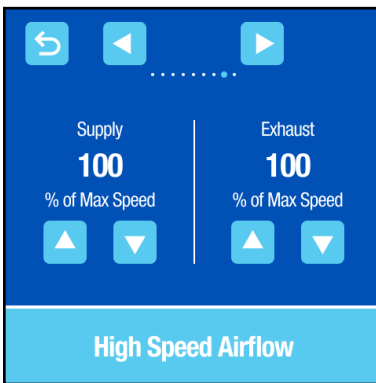 Supply
100
% of Max Speed
Exhaust
100
% of Max Speed
High Speed Airflow